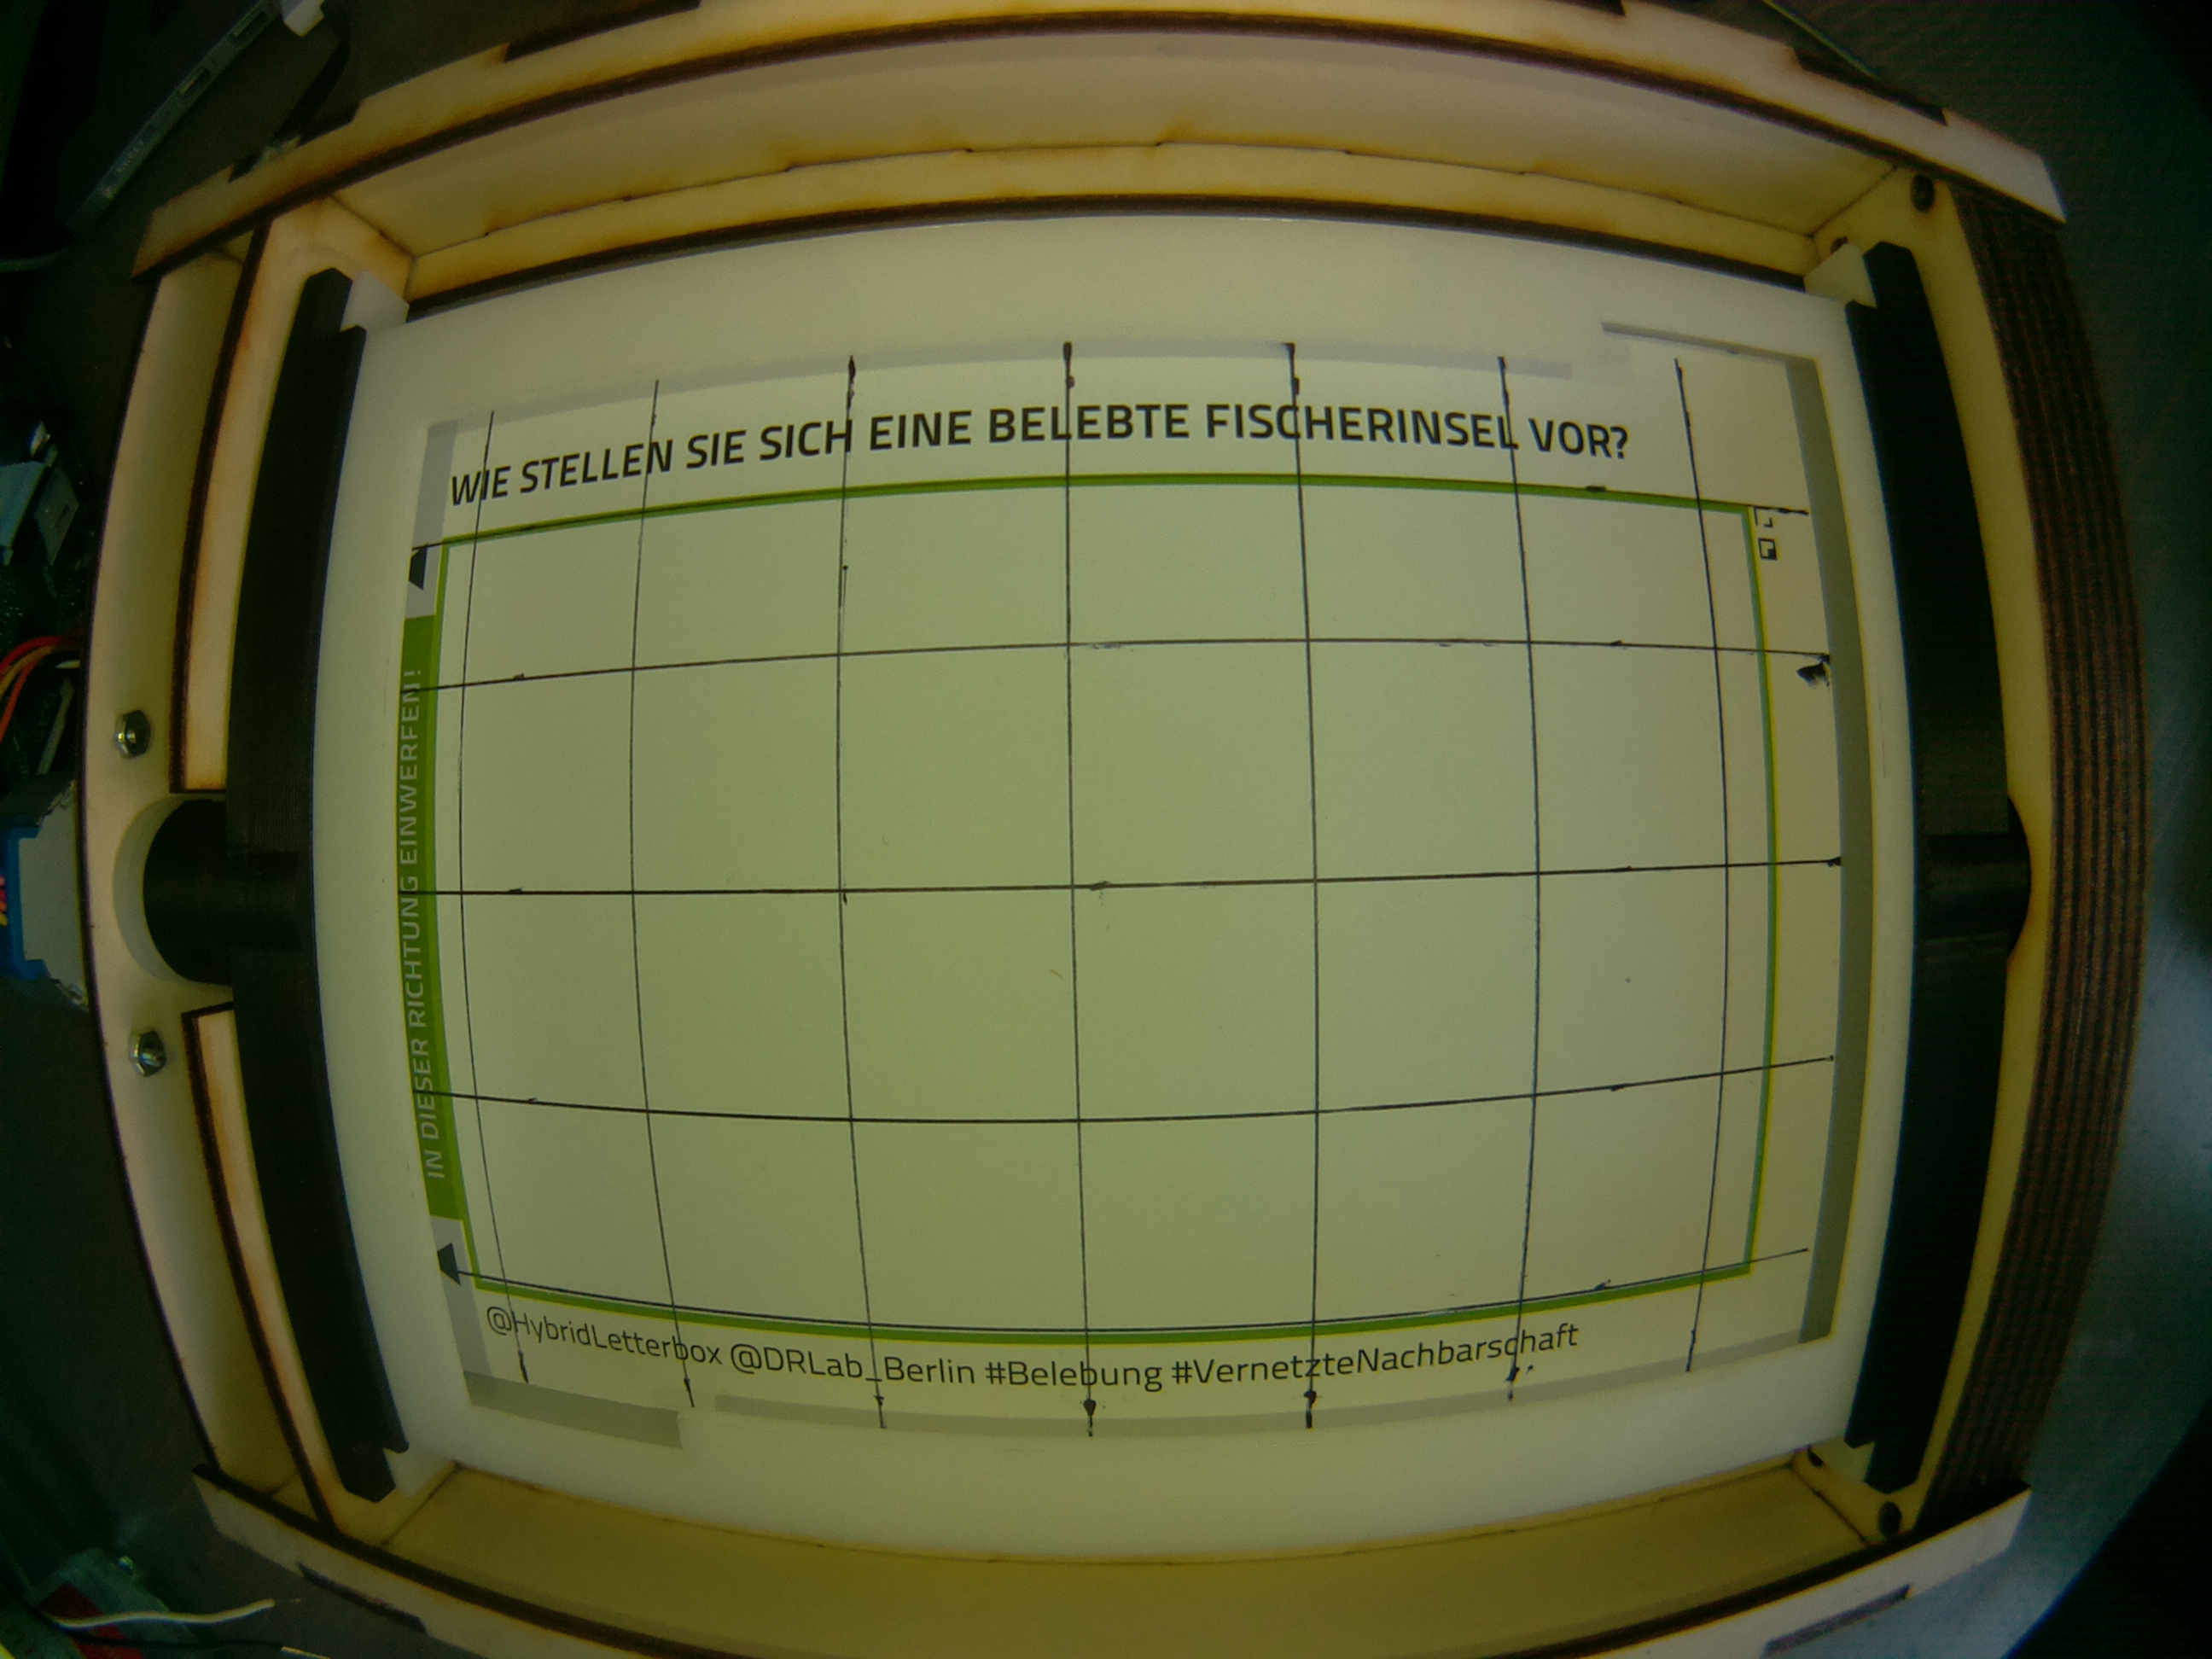 WIE STELLEN SIE SICH EINE BELEBTE FISCHERINSEL VOR?
IN DIESER RICHTUNG EINWERFEN!
@HybridLetterbox @DRLab_Berlin #Belebung #VernetzteNachbarschaft